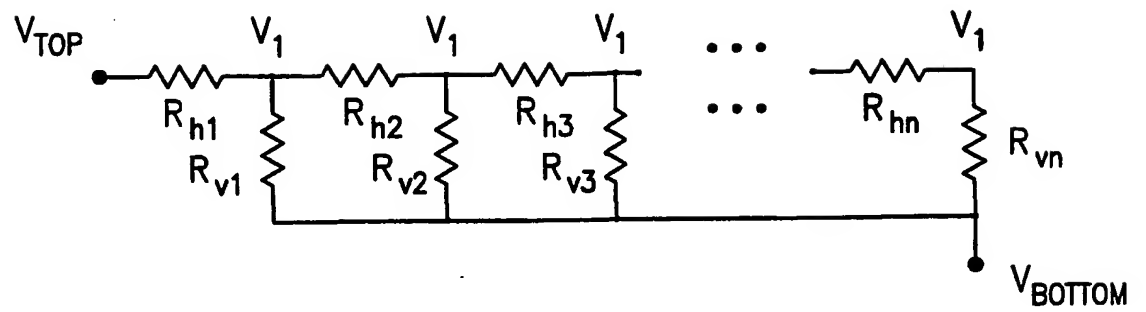 V_TOP V_1 V_1 V_1 ••• V_1
R_h1 R_h2 R_h3 ••• R_hn
R_v1 R_v2 R_v3 R_vn
V_BOTTOM